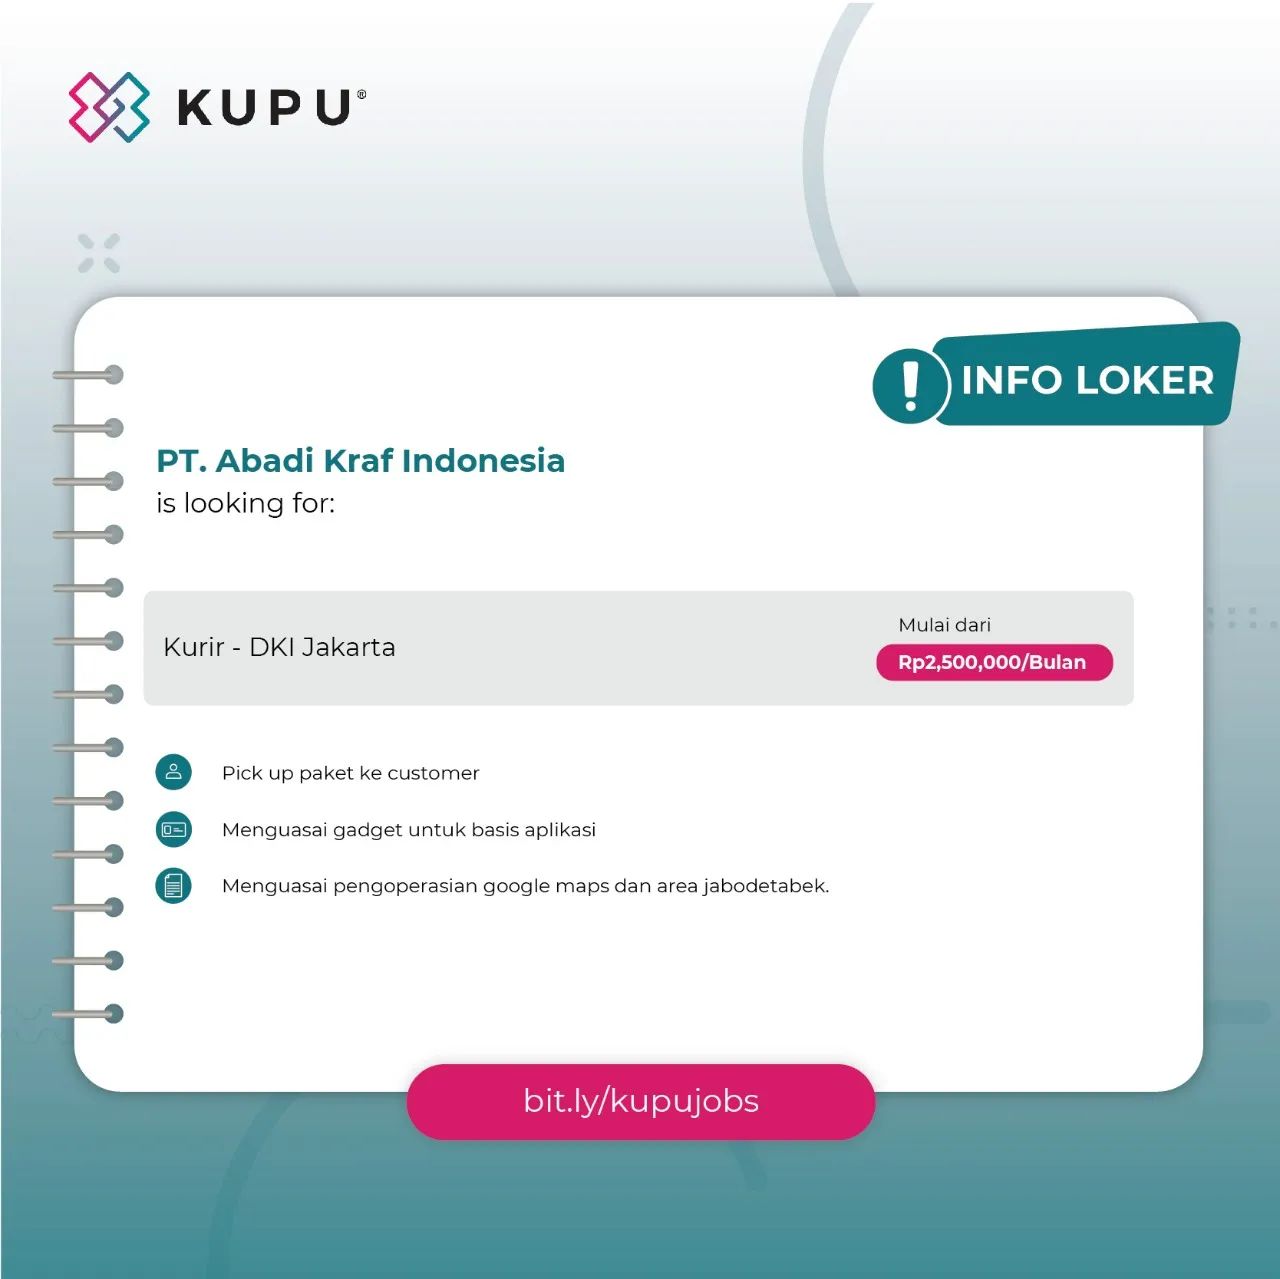 KUPU®
INFO LOKER
PT. Abadi Kraf Indonesia
is looking for:
Kurir - DKI Jakarta
Mulai dari
Rp2,500,000/Bulan
Pick up paket ke customer
Menguasai gadget untuk basis aplikasi
Menguasai pengoperasian google maps dan area jabodetabek.
bit.ly/kupujobs